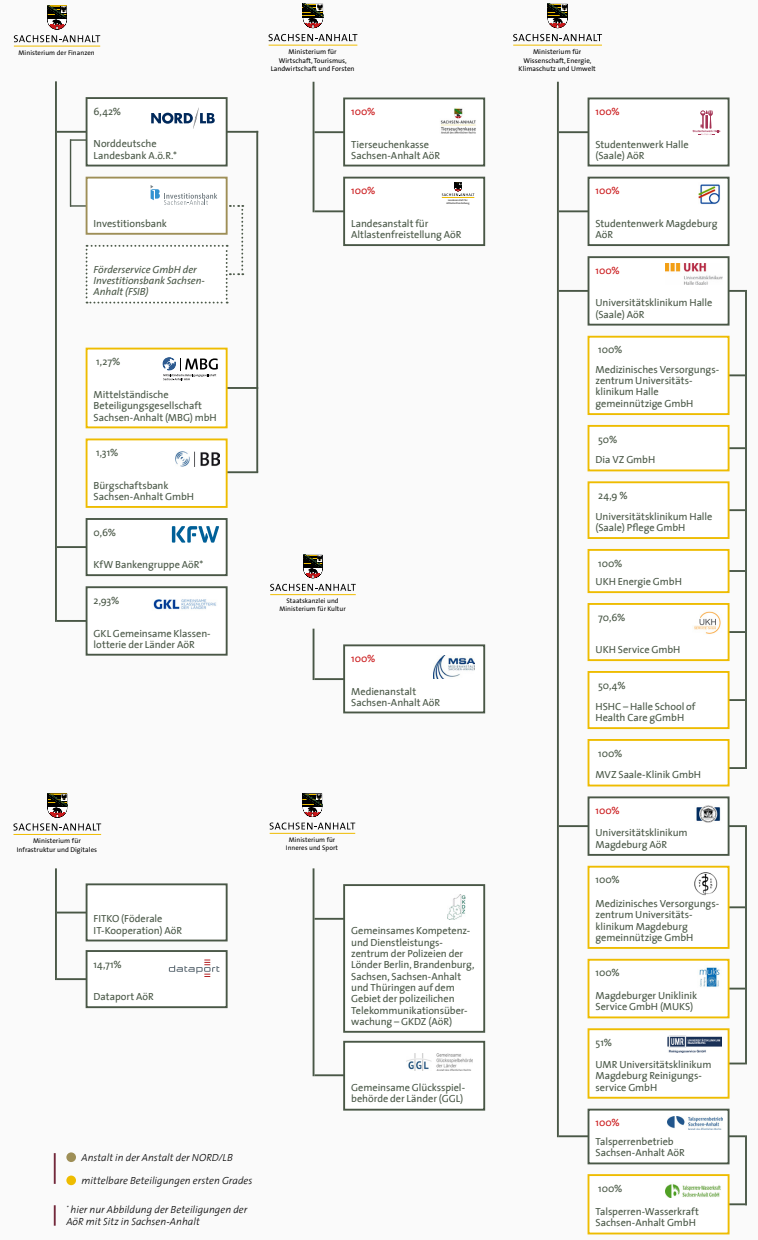 SACHSEN-ANHALT
Ministerium der Finanzen
6,42%
NORD/LB
Norddeutsche
Landesbank A.ö.R.*
Investitionsbank
Sachsen-Anhalt
Investitionsbank
Förderservice GmbH der
Investitionsbank Sachsen-
Anhalt (FSIB)
1,27%
MBG
Mittelständische
Beteiligungsgesellschaft
Sachsen-Anhalt (MBG) mbH
1,31%
BB
Bürgschaftsbank
Sachsen-Anhalt GmbH
0,6%
KFW
KfW Bankengruppe AöR*
2,93%
GKL GEMEINSAME
KLASSENLOTTERIE
DER LÄNDER
GKL Gemeinsame Klassen-
lotterie der Länder AöR
SACHSEN-ANHALT
Ministerium für
Wirtschaft, Tourismus,
Landwirtschaft und Forsten
100%
SACHSEN-ANHALT
Tierseuchenkasse
Tierseuchenkasse
Sachsen-Anhalt AöR
100%
SACHSEN-ANHALT
Landesanstalt für
Altlastenfreistellung AöR
SACHSEN-ANHALT
Staatskanzlei und
Ministerium für Kultur
100%
MSA
Medienanstalt
Sachsen-Anhalt AöR
SACHSEN-ANHALT
Ministerium für
Wissenschaft, Energie,
Klimaschutz und Umwelt
100%
Studentenwerk Halle
(Saale) AöR
100%
Studentenwerk Magdeburg
AöR
100%
UKH
Universitätsklinikum
Halle (Saale)
Universitätsklinikum Halle
(Saale) AöR
100%
Medizinisches Versorgungs-
zentrum Universitäts-
klinikum Halle
gemeinnützige GmbH
50%
Dia VZ GmbH
24,9 %
Universitätsklinikum Halle
(Saale) Pflege GmbH
100%
UKH Energie GmbH
70,6%
UKH
UKH Service GmbH
50,4%
HSHC – Halle School of
Health Care gGmbH
100%
MVZ Saale-Klinik GmbH
100%
Universitätsklinikum
Magdeburg AöR
100%
Medizinisches Versorgungs-
zentrum Universitäts-
klinikum Magdeburg
gemeinnützige GmbH
100%
muks
Magdeburger Uniklinik
Service GmbH (MUKS)
51%
UMR
UMR Universitätsklinikum
Magdeburg Reinigungs-
service GmbH
100%
Talsperrenbetrieb
Sachsen-Anhalt
Talsperrenbetrieb
Sachsen-Anhalt AöR
100%
Talsperren-Wasserkraft
Sachsen-Anhalt GmbH
Talsperren-Wasserkraft
Sachsen-Anhalt GmbH
SACHSEN-ANHALT
Ministerium für
Infrastruktur und Digitales
FITKO (Föderale
IT-Kooperation) AöR
14,71%
dataport
Dataport AöR
SACHSEN-ANHALT
Ministerium für
Inneres und Sport
GKDZ
Gemeinsames Kompetenz-
und Dienstleistungs-
zentrum der Polizeien der
Lönder Berlin, Brandenburg,
Sachsen, Sachsen-Anhalt
und Thüringen auf dem
Gebiet der polizeilichen
Telekommunikationsüber-
wachung – GKDZ (AöR)
GGL
Gemeinsame
Glücksspielbehörde
der Länder
Gemeinsame Glücksspiel-
behörde der Länder (GGL)
Anstalt in der Anstalt der NORD/LB
mittelbare Beteiligungen ersten Grades
* hier nur Abbildung der Beteiligungen der
AöR mit Sitz in Sachsen-Anhalt